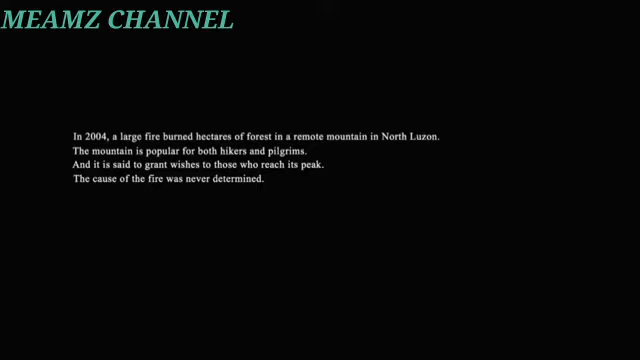 MEAMZ CHANNEL
In 2004, a large fire burned hectares of forest in a remote mountain in North Luzon.
The mountain is popular for both hikers and pilgrims.
And it is said to grant wishes to those who reach its peak.
The cause of the fire was never determined.